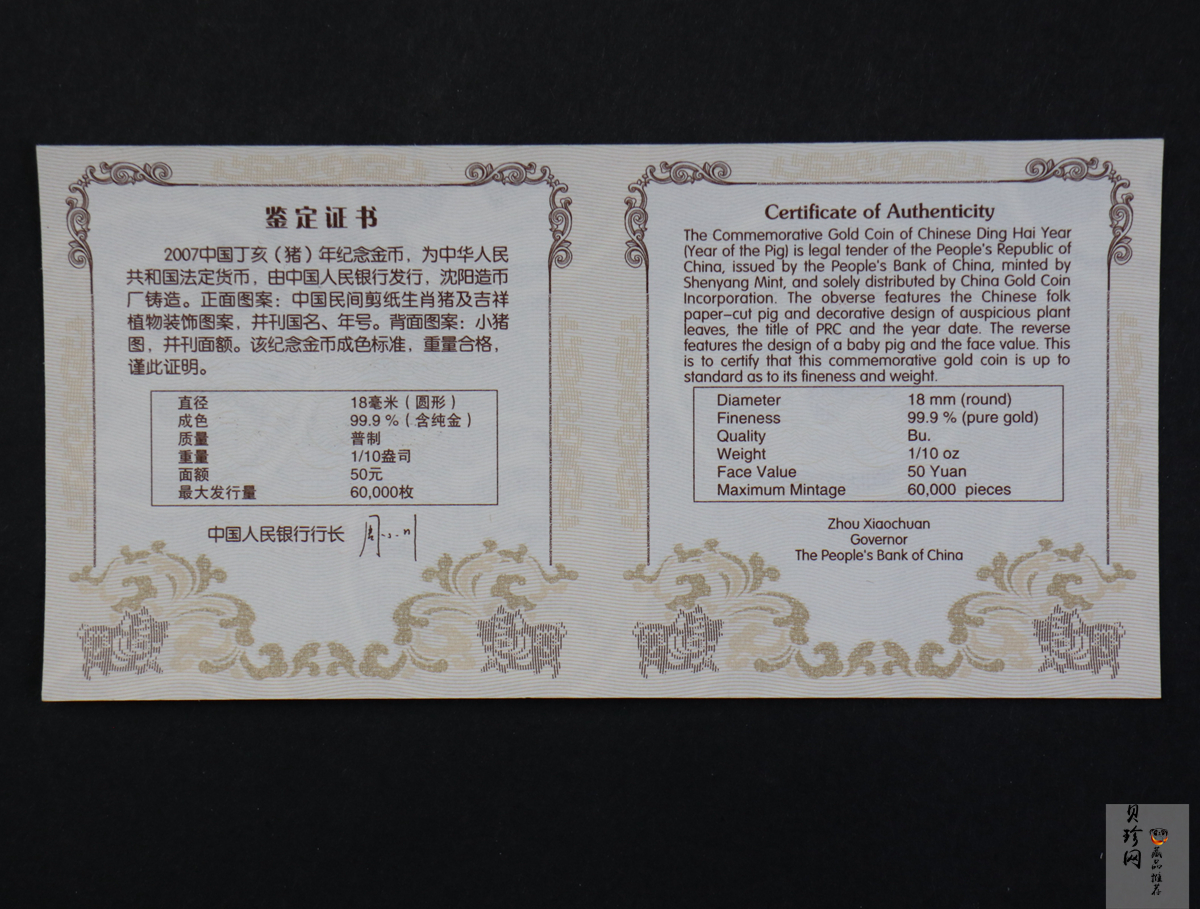 鉴定证书
2007中国丁亥（猪）年纪念金币，为中华人民
共和国法定货币，由中国人民银行发行，沈阳造币
厂铸造。正面图案：中国民间剪纸生肖猪及吉祥
植物装饰图案，并刊国名、年号。背面图案：小猪
图，并刊面额。该纪念金币成色标准，重量合格，
谨此证明。
直径 18毫米（圆形）
成色 99.9 %（含纯金）
质量 普制
重量 1/10盎司
面额 50元
最大发行量 60,000枚
中国人民银行行长 周小川
Certificate of Authenticity
The Commemorative Gold Coin of Chinese Ding Hai Year
(Year of the Pig) is legal tender of the People's Republic of
China, issued by the People's Bank of China, minted by
Shenyang Mint, and solely distributed by China Gold Coin
Incorporation. The obverse features the Chinese folk
paper–cut pig and decorative design of auspicious plant
leaves, the title of PRC and the year date. The reverse
features the design of a baby pig and the face value. This
is to certify that this commemorative gold coin is up to
standard as to its fineness and weight.
Diameter 18 mm (round)
Fineness 99.9 % (pure gold)
Quality Bu.
Weight 1/10 oz
Face Value 50 Yuan
Maximum Mintage 60,000 pieces
Zhou Xiaochuan
Governor
The People's Bank of China
贝珍网
藏品推荐